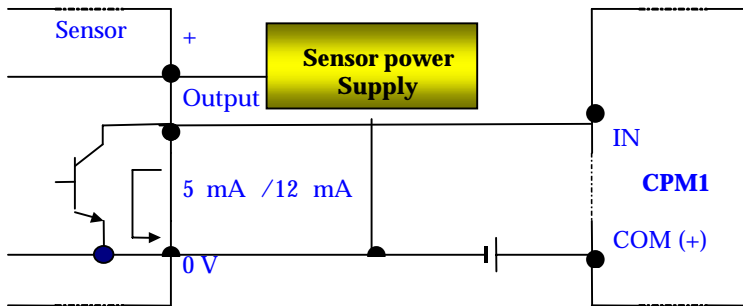 Sensor
+
Sensor power
Supply
Output
IN
5 mA /12 mA
CPM1
COM (+)
0 V